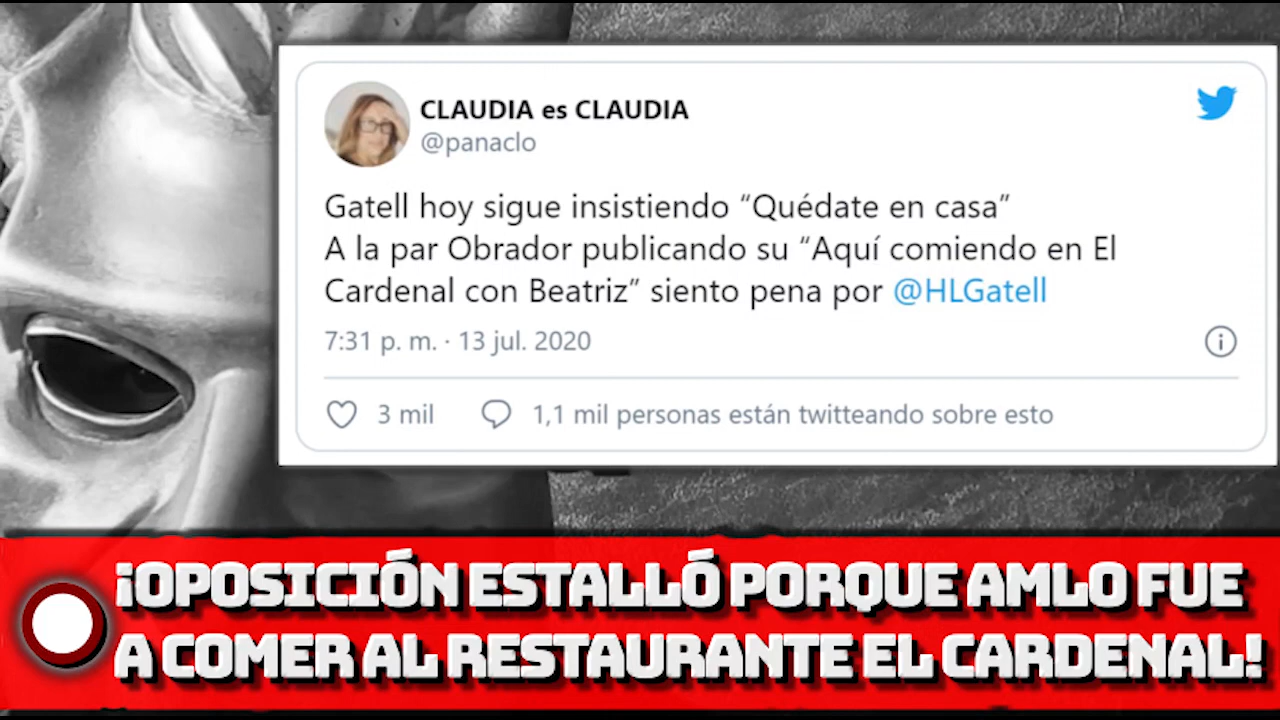 CLAUDIA es CLAUDIA
@panaclo
Gatell hoy sigue insistiendo “Quédate en casa”
A la par Obrador publicando su “Aquí comiendo en El
Cardenal con Beatriz” siento pena por @HLGatell
7:31 p. m. · 13 jul. 2020
3 mil
1,1 mil personas están twitteando sobre esto
¡OPOSICIÓN ESTALLÓ PORQUE AMLO FUE
A COMER AL RESTAURANTE EL CARDENAL!